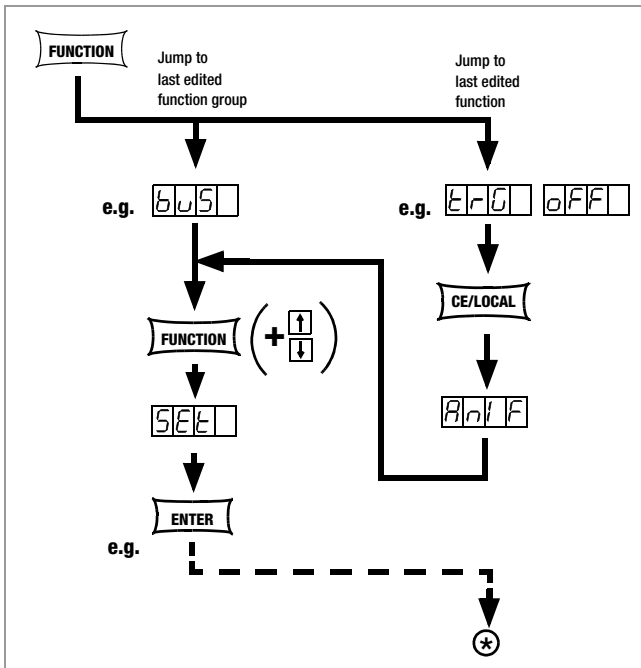 FUNCTION
Jump to
last edited
function group
Jump to
last edited
function
e.g. buS
e.g. trG oFF
CE/LOCAL
FUNCTION ( + ↑ ↓ )
SEt
AnIF
ENTER
e.g.
*